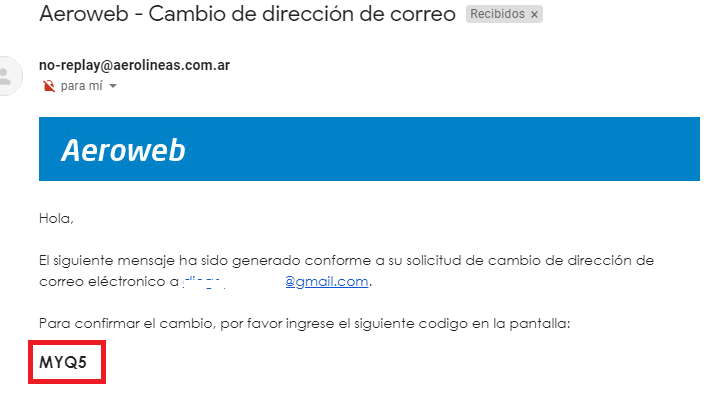 Aeroweb - Cambio de dirección de correo Recibidos x
no-replay@aerolineas.com.ar
para mí
Aeroweb
Hola,
El siguiente mensaje ha sido generado conforme a su solicitud de cambio de dirección de
correo eléctronico a @gmail.com.
Para confirmar el cambio, por favor ingrese el siguiente codigo en la pantalla:
MYQ5